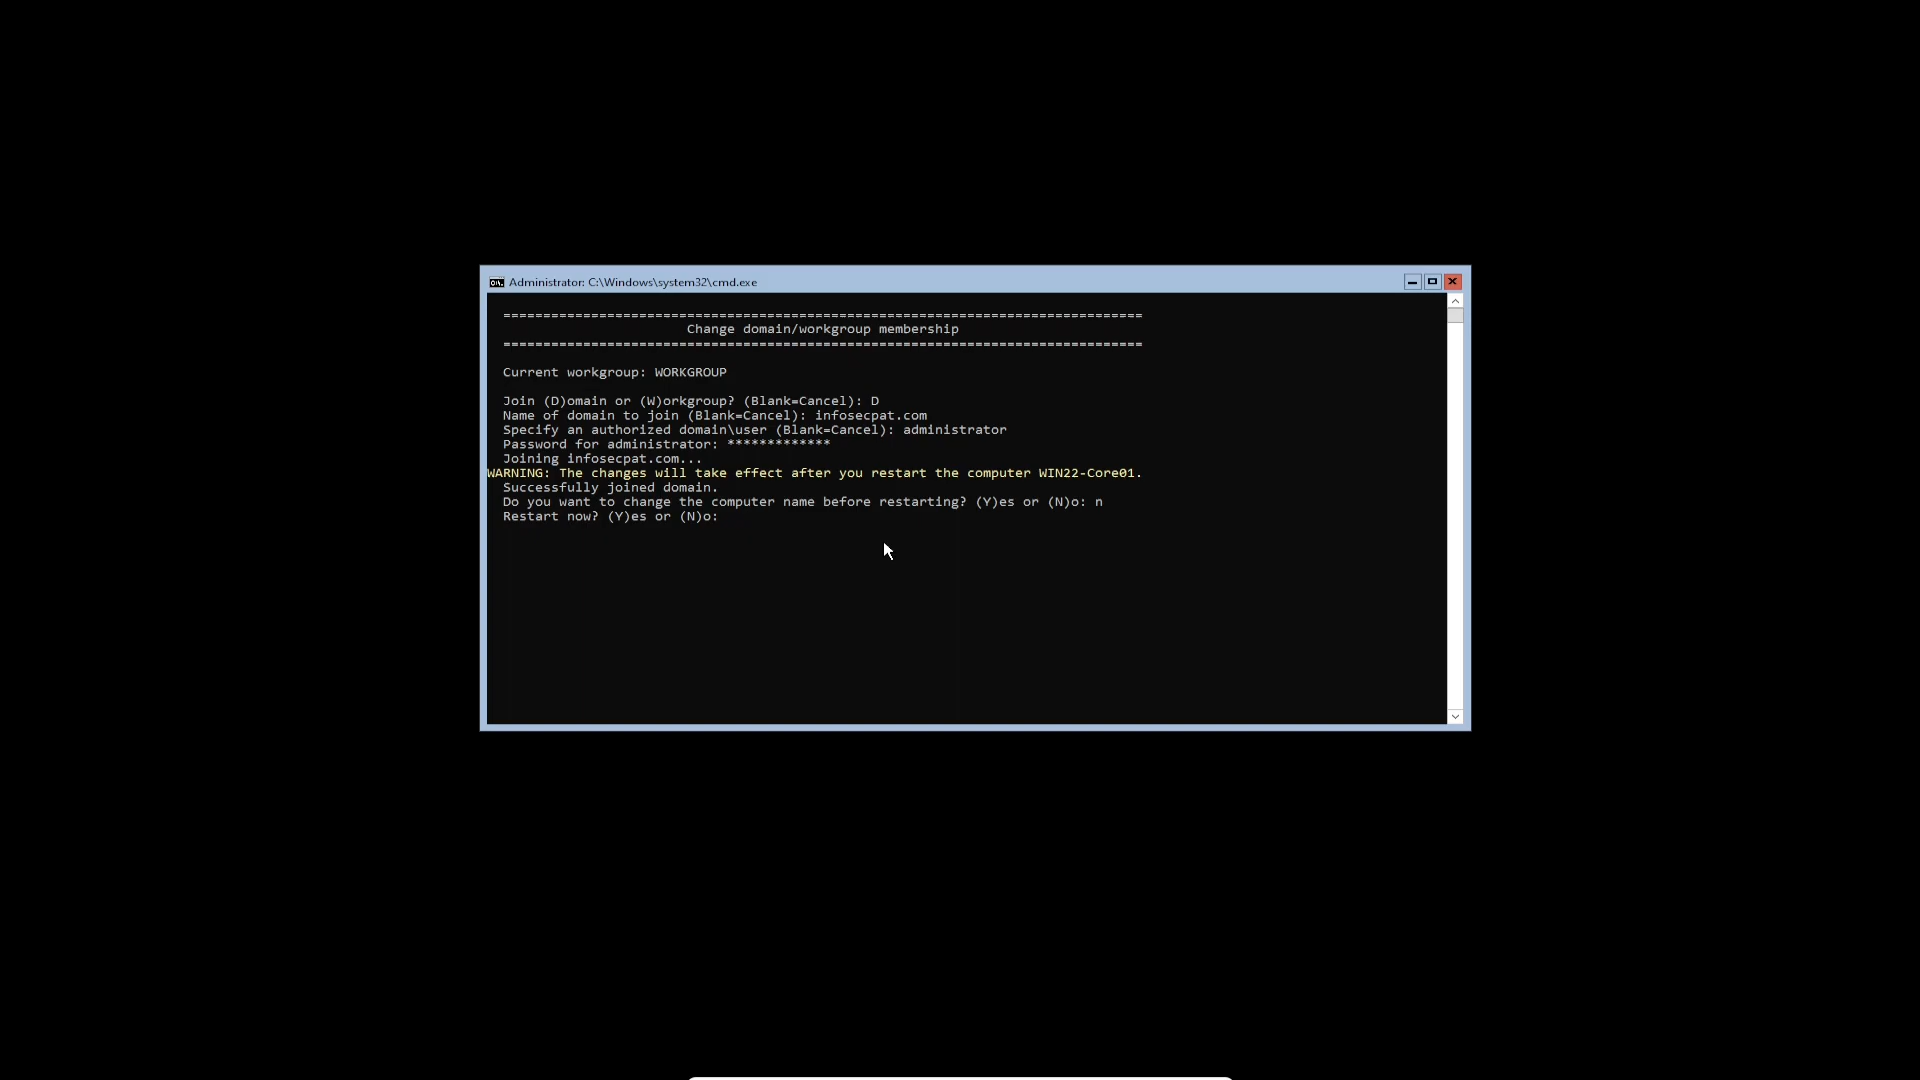 Administrator: C:\Windows\system32\cmd.exe
================================================================================
Change domain/workgroup membership
================================================================================
Current workgroup: WORKGROUP
Join (D)omain or (W)orkgroup? (Blank=Cancel): D
Name of domain to join (Blank=Cancel): infosecpat.com
Specify an authorized domain\user (Blank=Cancel): administrator
Password for administrator: *************
Joining infosecpat.com...
WARNING: The changes will take effect after you restart the computer WIN22-Core01.
Successfully joined domain.
Do you want to change the computer name before restarting? (Y)es or (N)o: n
Restart now? (Y)es or (N)o: